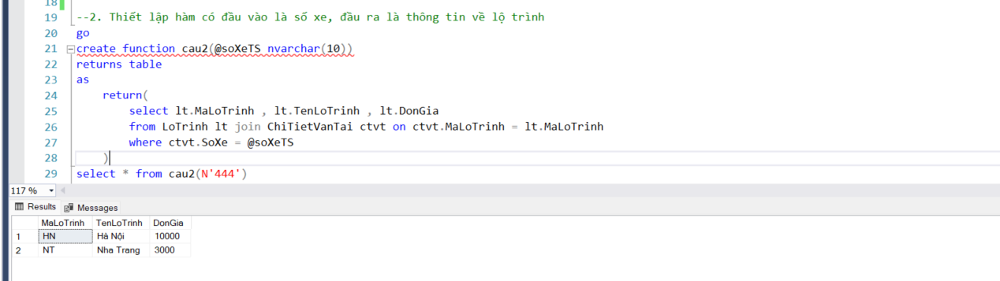 18
19 --2. Thiết lập hàm có đầu vào là số xe, đầu ra là thông tin về lộ trình
20 go
21 create function cau2(@soXeTS nvarchar(10))
22 returns table
23 as
24 return(
25 select lt.MaLoTrinh , lt.TenLoTrinh , lt.DonGia
26 from LoTrinh lt join ChiTietVanTai ctvt on ctvt.MaLoTrinh = lt.MaLoTrinh
27 where ctvt.SoXe = @soXeTS
28 )
29 select * from cau2(N'444')
117 %
Results Messages
MaLoTrinh TenLoTrinh DonGia
1 HN Hà Nội 10000
2 NT Nha Trang 3000